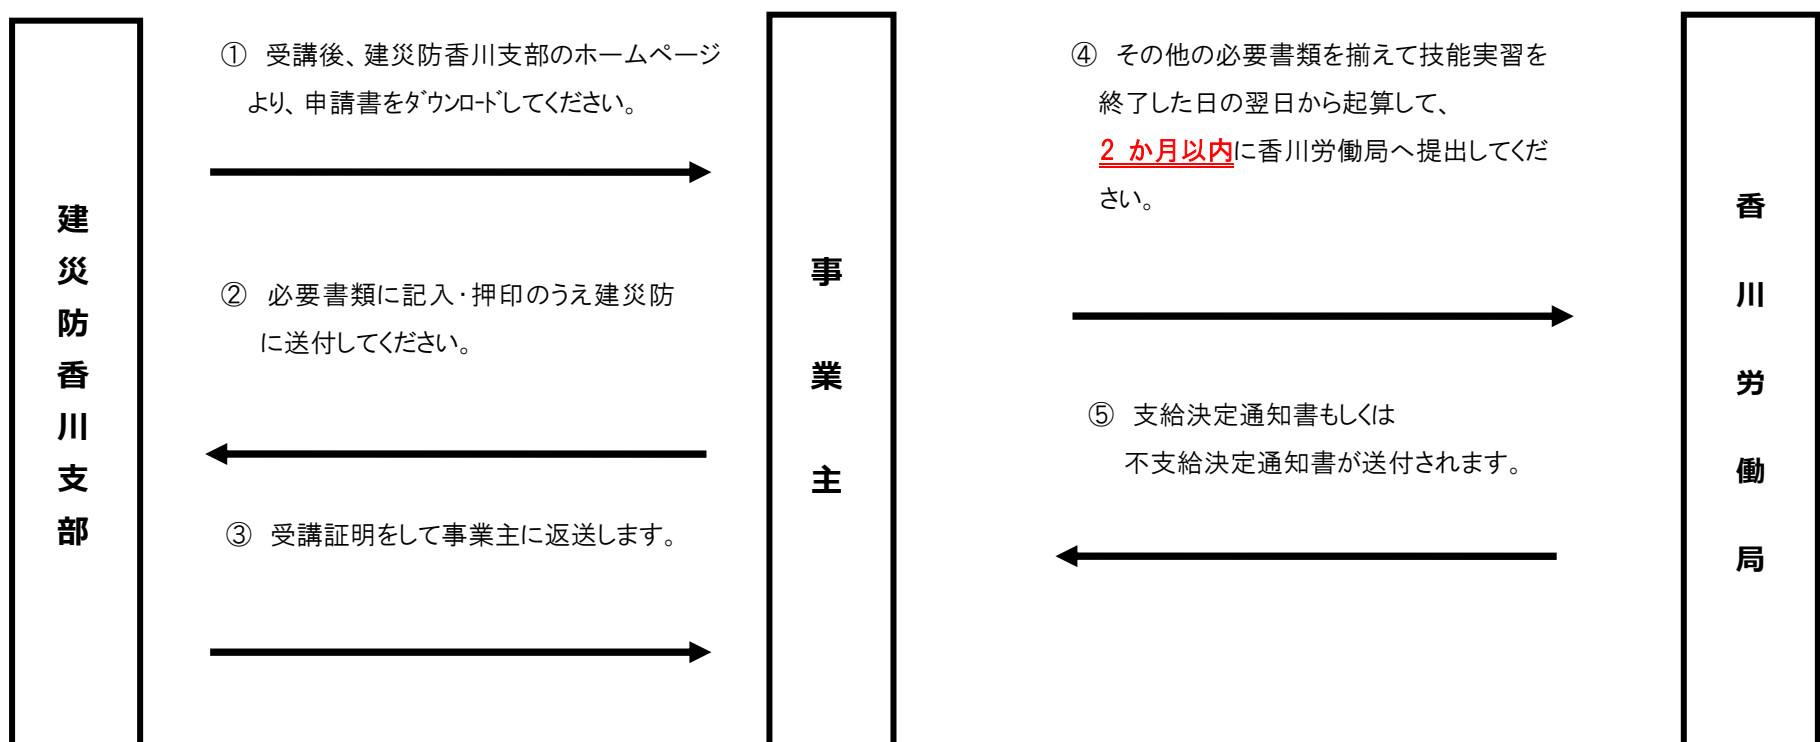 建災防香川支部
① 受講後、建災防香川支部のホームページ
より、申請書をﾀﾞｳﾝﾛｰﾄﾞしてください。
② 必要書類に記入・押印のうえ建災防
に送付してください。
③ 受講証明をして事業主に返送します。
事業主
④ その他の必要書類を揃えて技能実習を
終了した日の翌日から起算して、
2 か月以内に香川労働局へ提出してくだ
さい。
⑤ 支給決定通知書もしくは
不支給決定通知書が送付されます。
香川労働局